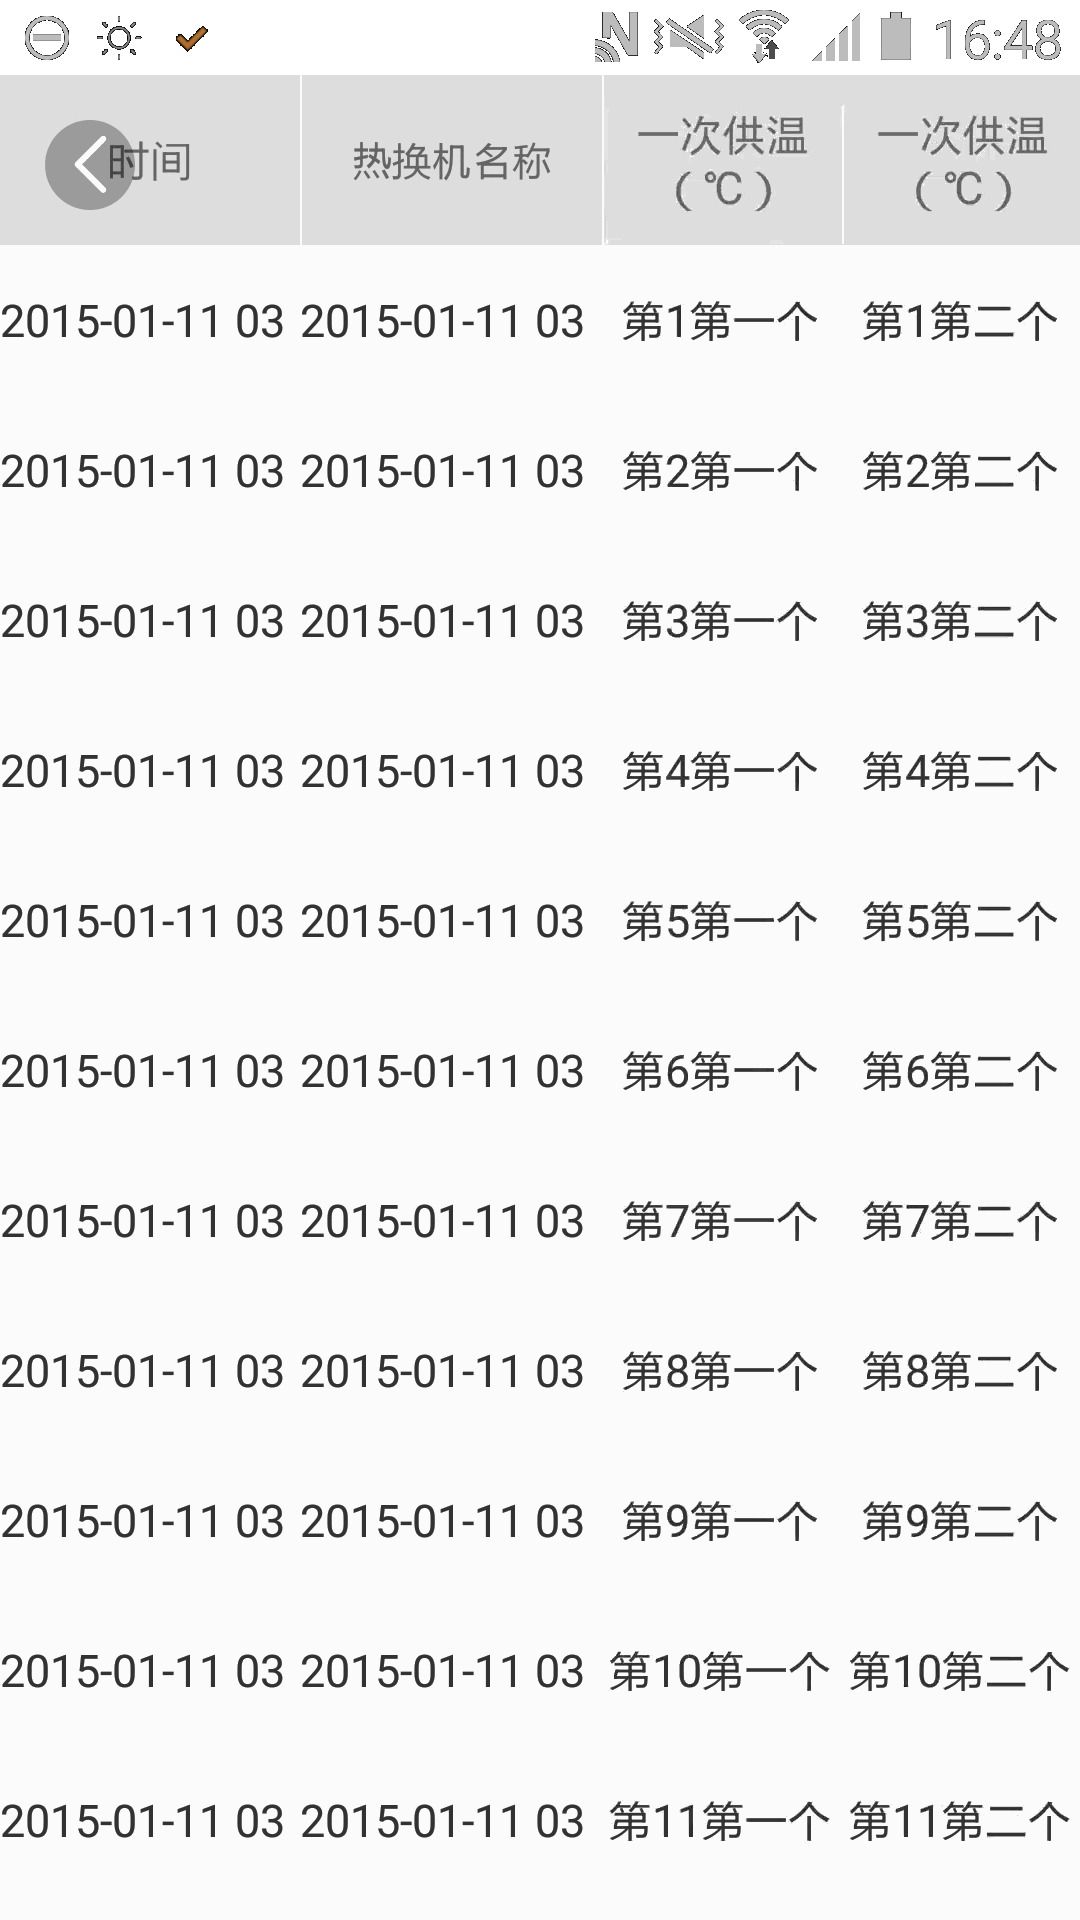 16:48
时间 热换机名称 一次供温 一次供温
（℃） （℃）
2015-01-11 03 2015-01-11 03 第1第一个 第1第二个
2015-01-11 03 2015-01-11 03 第2第一个 第2第二个
2015-01-11 03 2015-01-11 03 第3第一个 第3第二个
2015-01-11 03 2015-01-11 03 第4第一个 第4第二个
2015-01-11 03 2015-01-11 03 第5第一个 第5第二个
2015-01-11 03 2015-01-11 03 第6第一个 第6第二个
2015-01-11 03 2015-01-11 03 第7第一个 第7第二个
2015-01-11 03 2015-01-11 03 第8第一个 第8第二个
2015-01-11 03 2015-01-11 03 第9第一个 第9第二个
2015-01-11 03 2015-01-11 03 第10第一个 第10第二个
2015-01-11 03 2015-01-11 03 第11第一个 第11第二个